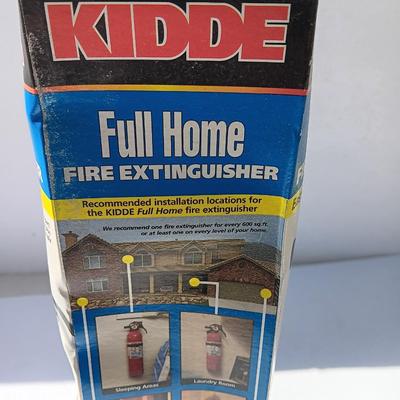 KIDDE
Full Home
FIRE EXTINGUISHER
Recommended installation locations for
the KIDDE Full Home fire extinguisher
We recommend one fire extinguisher for every 600 sq.ft.
or at least one on every level of your home.
Sleeping Areas
Laundry Room